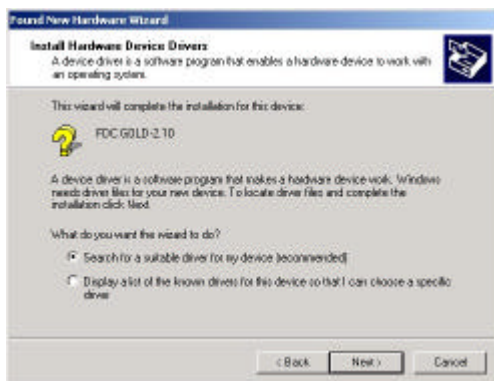 Found New Hardware Wizard
Install Hardware Device Drivers
A device driver is a software program that enables a hardware device to work with
an operating system.
This wizard will complete the installation for this device:
FDC GOLD-2.10
A device driver is a software program that makes a hardware device work. Windows
needs driver files for your new device. To locate driver files and complete the
installation click Next.
What do you want the wizard to do?
Search for a suitable driver for my device (recommended)
Display a list of the known drivers for this device so that I can choose a specific
driver
< Back
Next >
Cancel